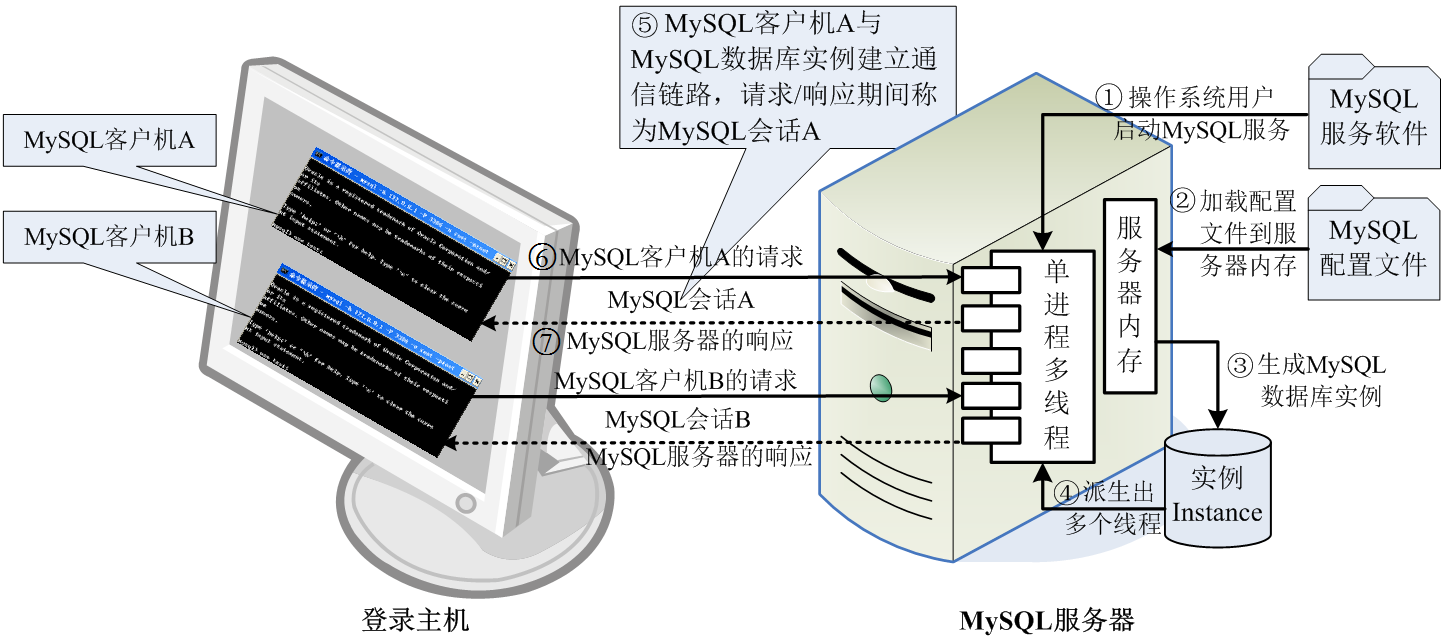 ⑤ MySQL客户机A与
MySQL数据库实例建立通
信链路，请求/响应期间称
为MySQL会话A
MySQL客户机A
MySQL客户机B
① 操作系统用户
启动MySQL服务
MySQL
服务软件
② 加载配置
文件到服
务器内存
MySQL
配置文件
服务器内存
单进程多线程
⑥ MySQL客户机A的请求
MySQL会话A
⑦ MySQL服务器的响应
MySQL客户机B的请求
MySQL会话B
MySQL服务器的响应
③ 生成MySQL
数据库实例
④派生出
多个线程
实例
Instance
登录主机
MySQL服务器